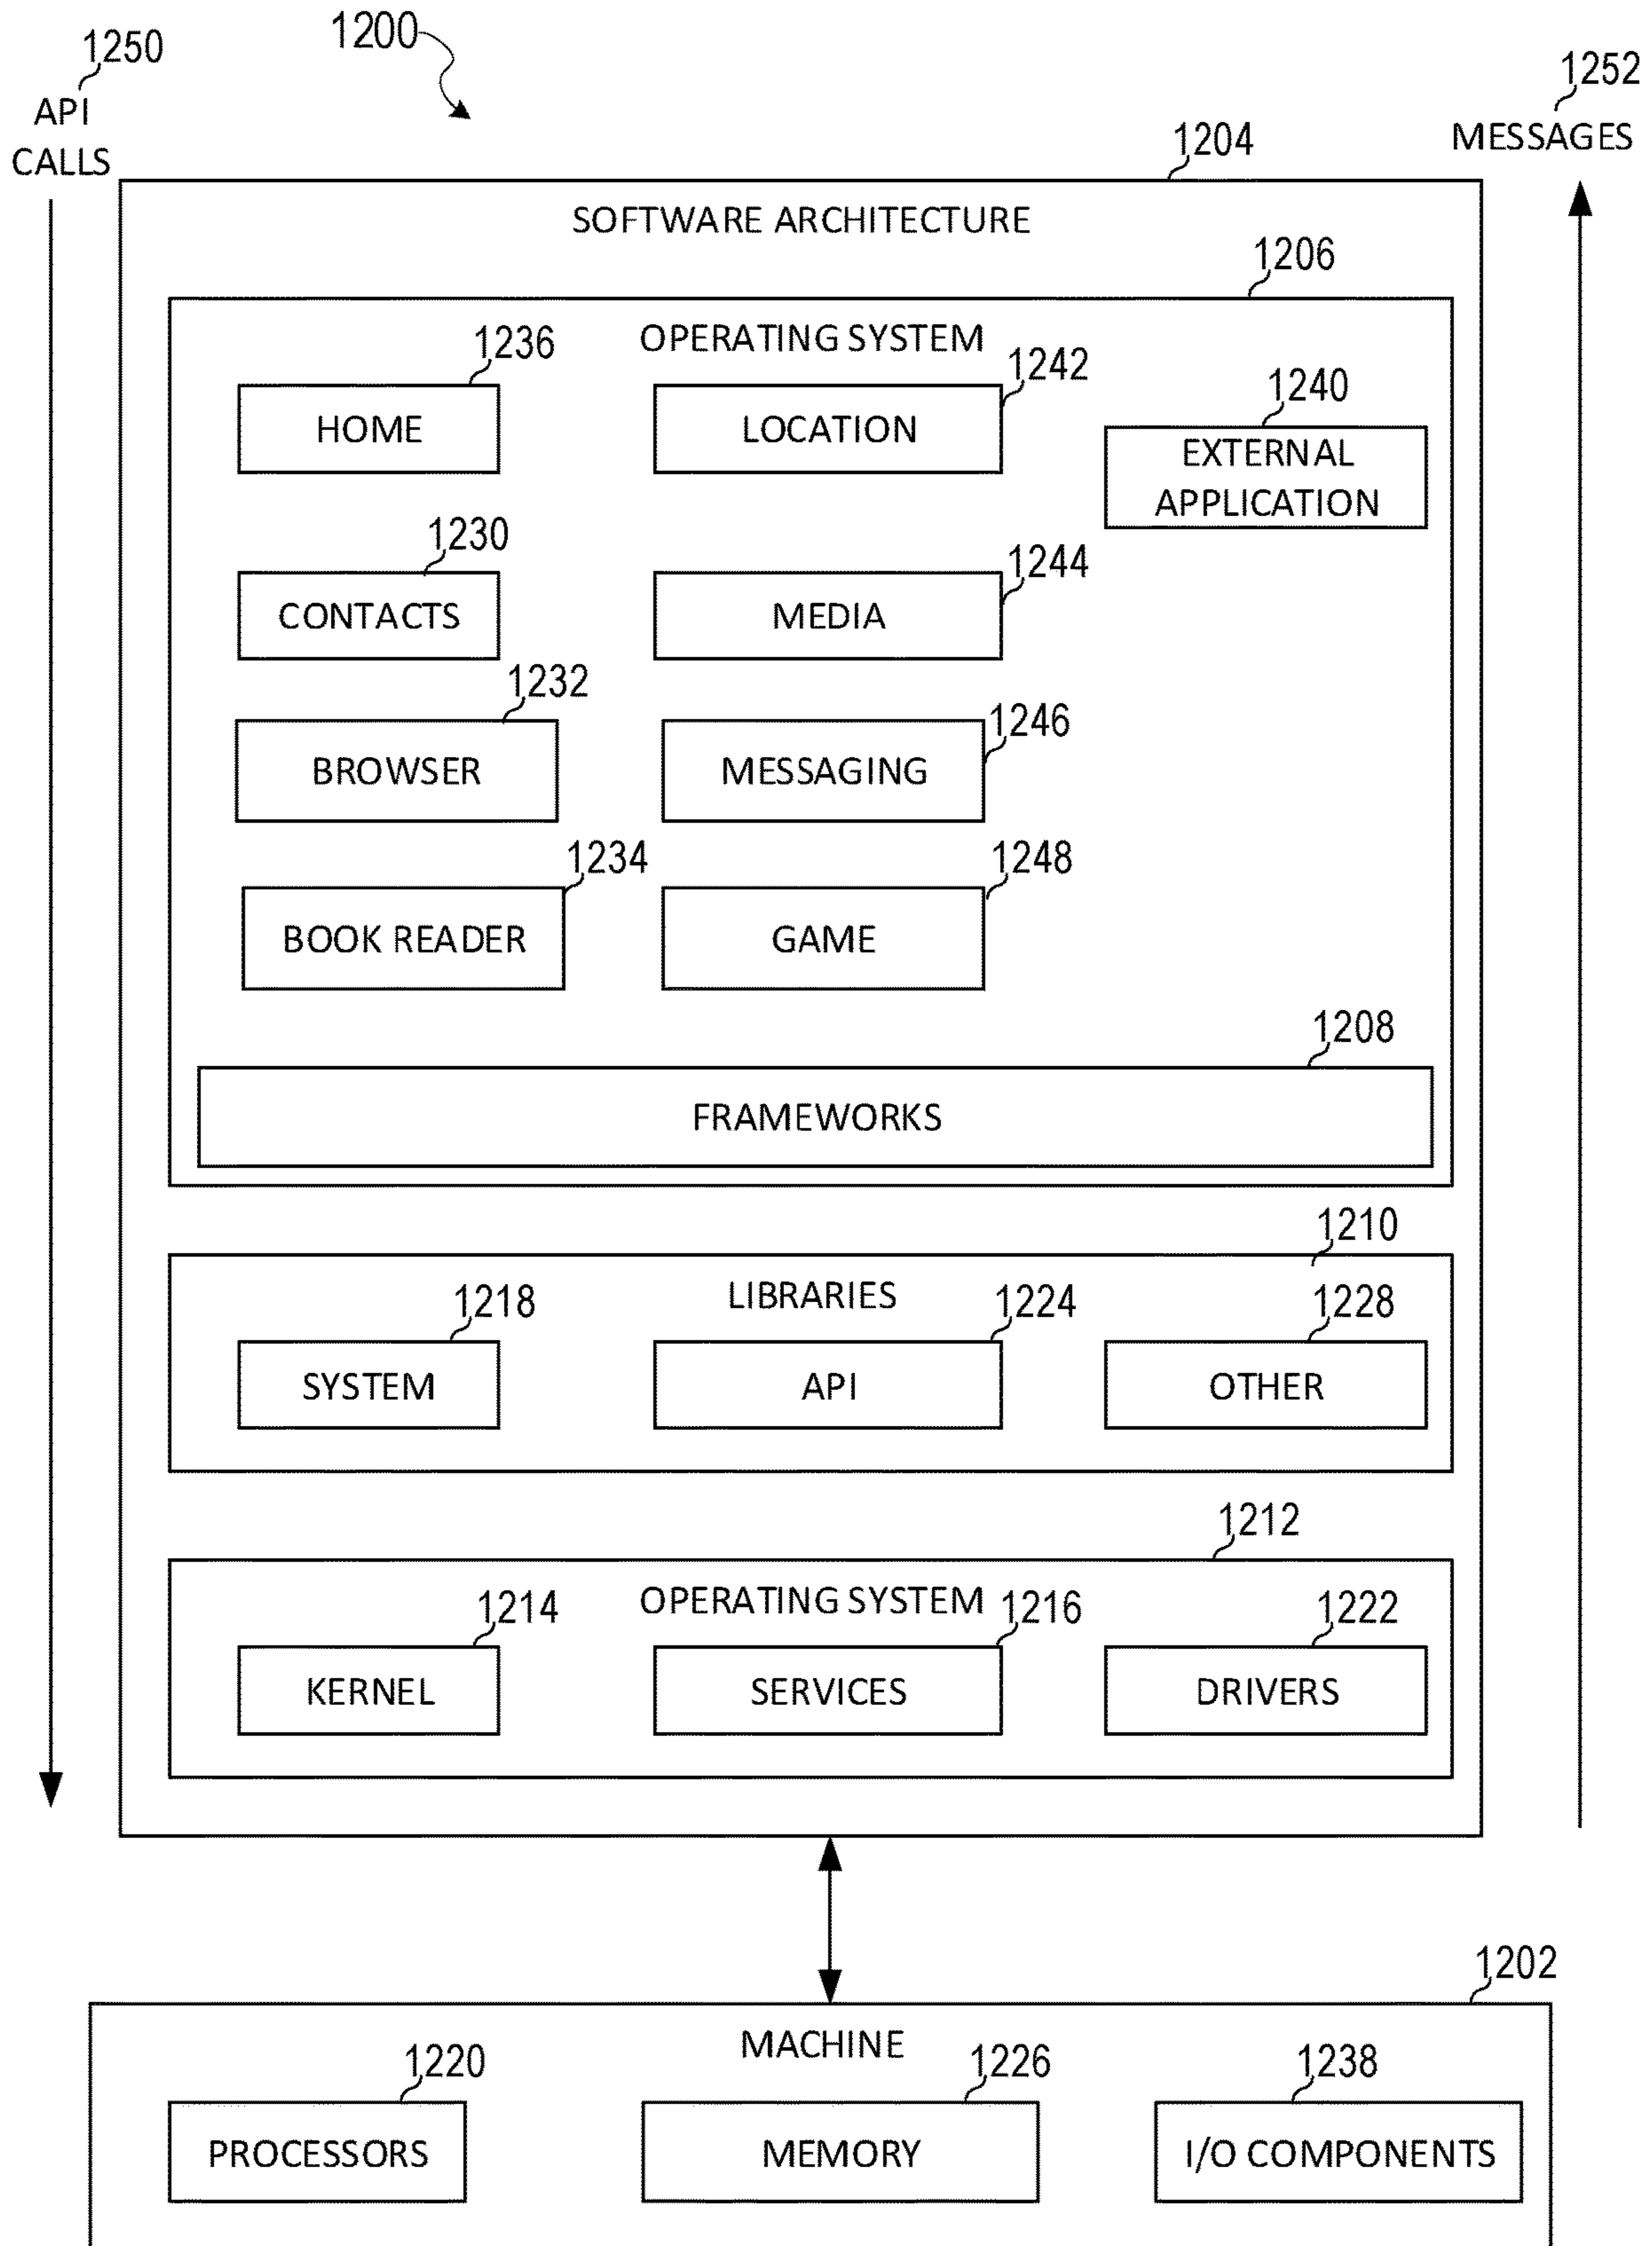 1250
1200
1252
API
CALLS
MESSAGES
1204
SOFTWARE ARCHITECTURE
1206
OPERATING SYSTEM
1236
1242
1240
HOME
LOCATION
EXTERNAL
APPLICATION
1230
1244
CONTACTS
MEDIA
1232
1246
BROWSER
MESSAGING
1234
1248
BOOK READER
GAME
1208
FRAMEWORKS
1210
LIBRARIES
1218
1224
1228
SYSTEM
API
OTHER
1212
OPERATING SYSTEM
1214
1216
1222
KERNEL
SERVICES
DRIVERS
1202
MACHINE
1220
1226
1238
PROCESSORS
MEMORY
I/O COMPONENTS